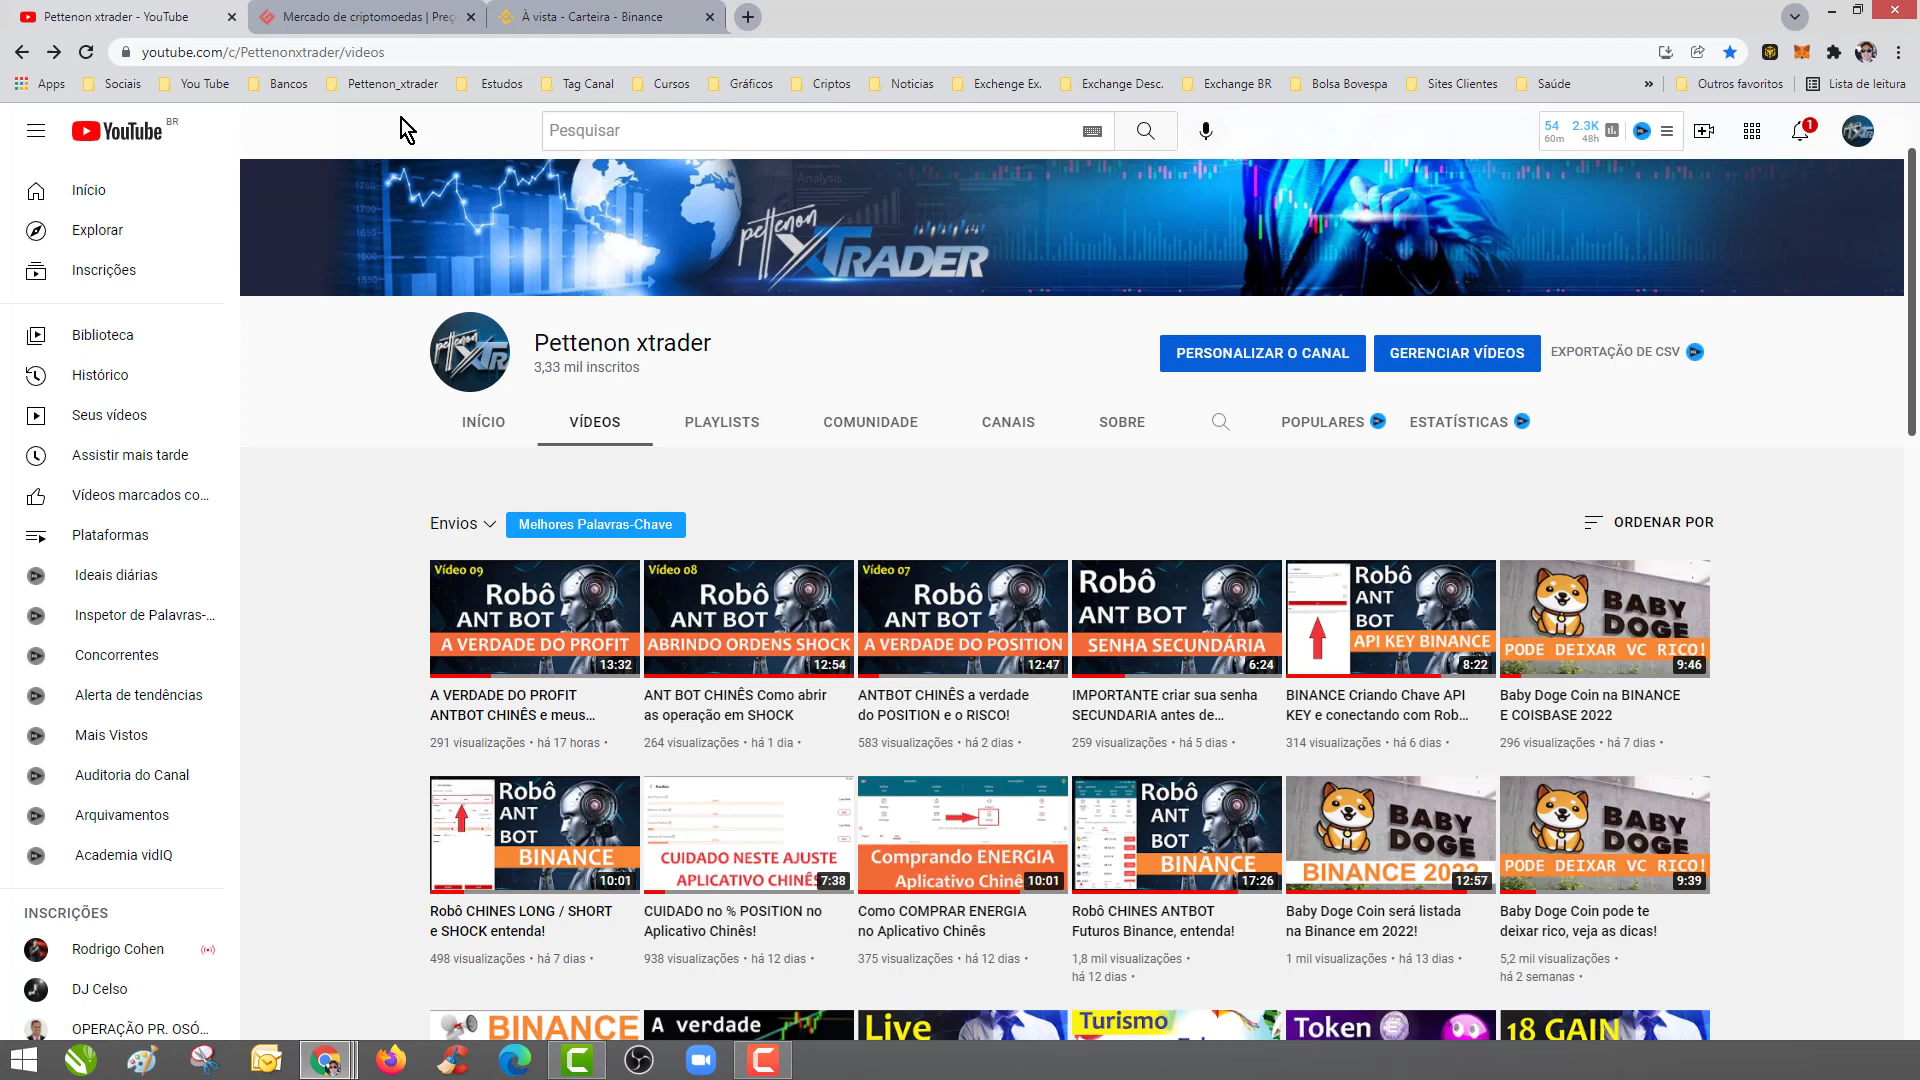 Pettenon xtrader - YouTube
Mercado de criptomoedas | Preç
À vista - Carteira - Binance
youtube.com/c/Pettenonxtrader/videos
Apps
Sociais
You Tube
Bancos
Pettenon_xtrader
Estudos
Tag Canal
Cursos
Gráficos
Criptos
Noticias
Exchenge Ex.
Exchange Desc.
Exchange BR
Bolsa Bovespa
Sites Clientes
Saúde
»
Outros favoritos
Lista de leitura
YouTube BR
Pesquisar
54
60m
2.3K
48h
1
Início
Explorar
Inscrições
Biblioteca
Histórico
Seus vídeos
Assistir mais tarde
Vídeos marcados co...
Plataformas
Ideais diárias
Inspetor de Palavras-...
Concorrentes
Alerta de tendências
Mais Vistos
Auditoria do Canal
Arquivamentos
Academia vidIQ
INSCRIÇÕES
Rodrigo Cohen
DJ Celso
OPERAÇÃO PR. OSÓ...
Analysis
pettenon
XTRADER
Pettenon xtrader
3,33 mil inscritos
PERSONALIZAR O CANAL
GERENCIAR VÍDEOS
EXPORTAÇÃO DE CSV
INÍCIO
VÍDEOS
PLAYLISTS
COMUNIDADE
CANAIS
SOBRE
POPULARES
ESTATÍSTICAS
Envios
Melhores Palavras-Chave
ORDENAR POR
Vídeo 09
Robô
ANT BOT
A VERDADE DO PROFIT
13:32
A VERDADE DO PROFIT
ANTBOT CHINÊS e meus...
291 visualizações • há 17 horas •
Vídeo 08
Robô
ANT BOT
ABRINDO ORDENS SHOCK
12:54
ANT BOT CHINÊS Como abrir
as operação em SHOCK
264 visualizações • há 1 dia •
Vídeo 07
Robô
ANT BOT
A VERDADE DO POSITION
12:47
ANTBOT CHINÊS a verdade
do POSITION e o RISCO!
583 visualizações • há 2 dias •
Robô
ANT BOT
SENHA SECUNDÁRIA
6:24
IMPORTANTE criar sua senha
SECUNDARIA antes de...
259 visualizações • há 5 dias •
Robô
ANT
BOT
API KEY BINANCE
8:22
BINANCE Criando Chave API
KEY e conectando com Rob...
314 visualizações • há 6 dias •
BABY
DOGE
PODE DEIXAR VC RICO!
9:46
Baby Doge Coin na BINANCE
E COISBASE 2022
296 visualizações • há 7 dias •
Robô
ANT
BOT
BINANCE
10:01
Robô CHINES LONG / SHORT
e SHOCK entenda!
498 visualizações • há 7 dias •
CUIDADO NESTE AJUSTE
APLICATIVO CHINÊS
7:38
CUIDADO no % POSITION no
Aplicativo Chinês!
938 visualizações • há 12 dias •
Comprando ENERGIA
Aplicativo Chinê
10:01
Como COMPRAR ENERGIA
no Aplicativo Chinês
375 visualizações • há 12 dias •
Robô
ANT
BOT
BINANCE
17:26
Robô CHINES ANTBOT
Futuros Binance, entenda!
1,8 mil visualizações •
há 12 dias •
BABY
DOGE
BINANCE 202
12:57
Baby Doge Coin será listada
na Binance em 2022!
1 mil visualizações • há 13 dias •
BABY
DOGE
PODE DEIXAR VC RICO!
9:39
Baby Doge Coin pode te
deixar rico, veja as dicas!
5,2 mil visualizações •
há 2 semanas •
BINANCE
A verdade
Live
Turismo
Token
18 GAIN